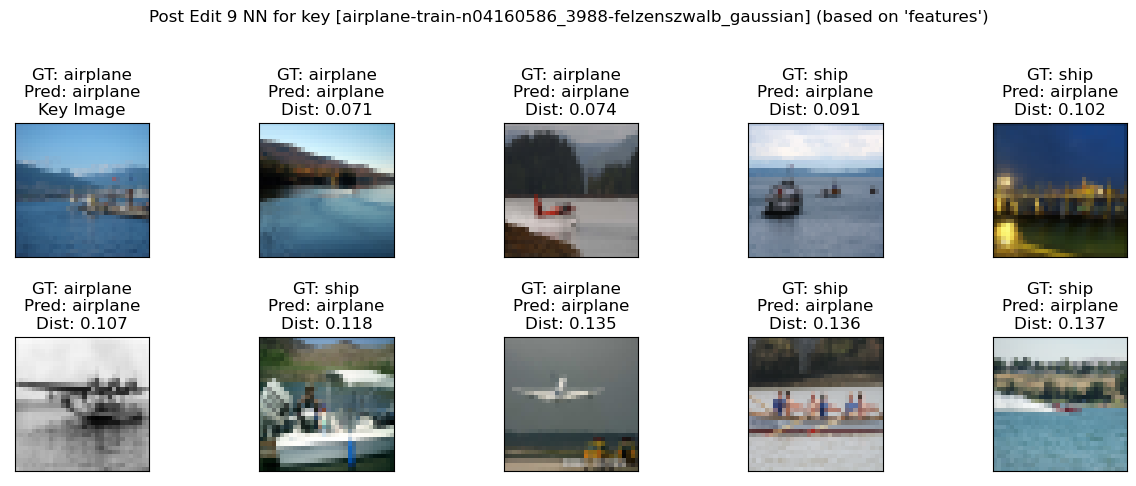 Post Edit 9 NN for key [airplane-train-n04160586_3988-felzenszwalb_gaussian] (based on 'features')
GT: airplane
Pred: airplane
Key Image
GT: airplane
Pred: airplane
Dist: 0.071
GT: airplane
Pred: airplane
Dist: 0.074
GT: ship
Pred: airplane
Dist: 0.091
GT: ship
Pred: airplane
Dist: 0.102
GT: airplane
Pred: airplane
Dist: 0.107
GT: ship
Pred: airplane
Dist: 0.118
GT: airplane
Pred: airplane
Dist: 0.135
GT: ship
Pred: airplane
Dist: 0.136
GT: ship
Pred: airplane
Dist: 0.137